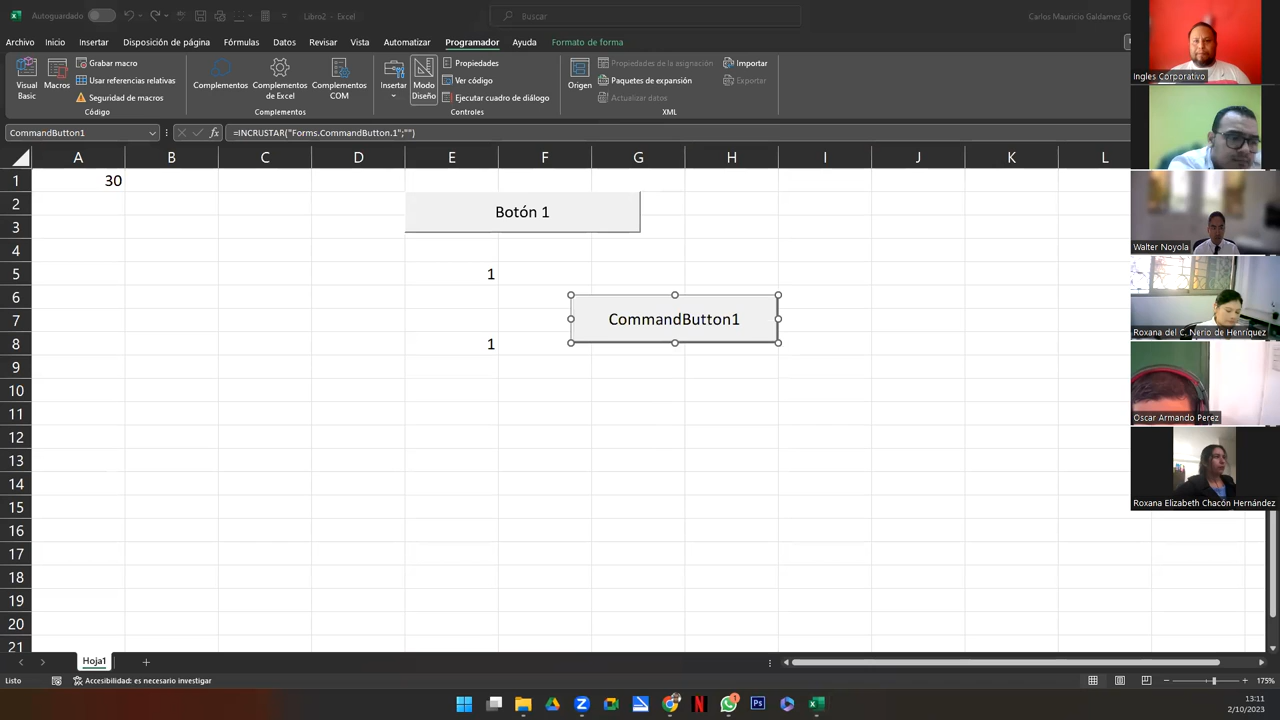 Autoguardado
Libro2 - Excel
Buscar
Carlos Mauricio Galdamez
Archivo Inicio Insertar Disposición de página Fórmulas Datos Revisar Vista Automatizar Programador Ayuda Formato de forma
Visual Basic
Macros
Grabar macro
Usar referencias relativas
Seguridad de macros
Código
Complementos
Complementos de Excel
Complementos COM
Complementos
Insertar
Modo Diseño
Propiedades
Ver código
Ejecutar cuadro de diálogo
Controles
Origen
Propiedades de la asignación
Paquetes de expansión
Actualizar datos
Importar
Exportar
XML
CommandButton1
fx
=INCRUSTAR("Forms.CommandButton.1";"")
A B C D E F G H I J K L
1 30
2
Botón 1
3
4
5 1
6
7
CommandButton1
8 1
9
10
11
12
13
14
15
16
17
18
19
20
21
Ingles Corporativo
Walter Noyola
Roxana del C. Nerio de Henríquez
Oscar Armando Perez
Roxana Elizabeth Chacón Hernández
Hoja1
Listo
Accesibilidad: es necesario investigar
175%
13:11
2/10/2023